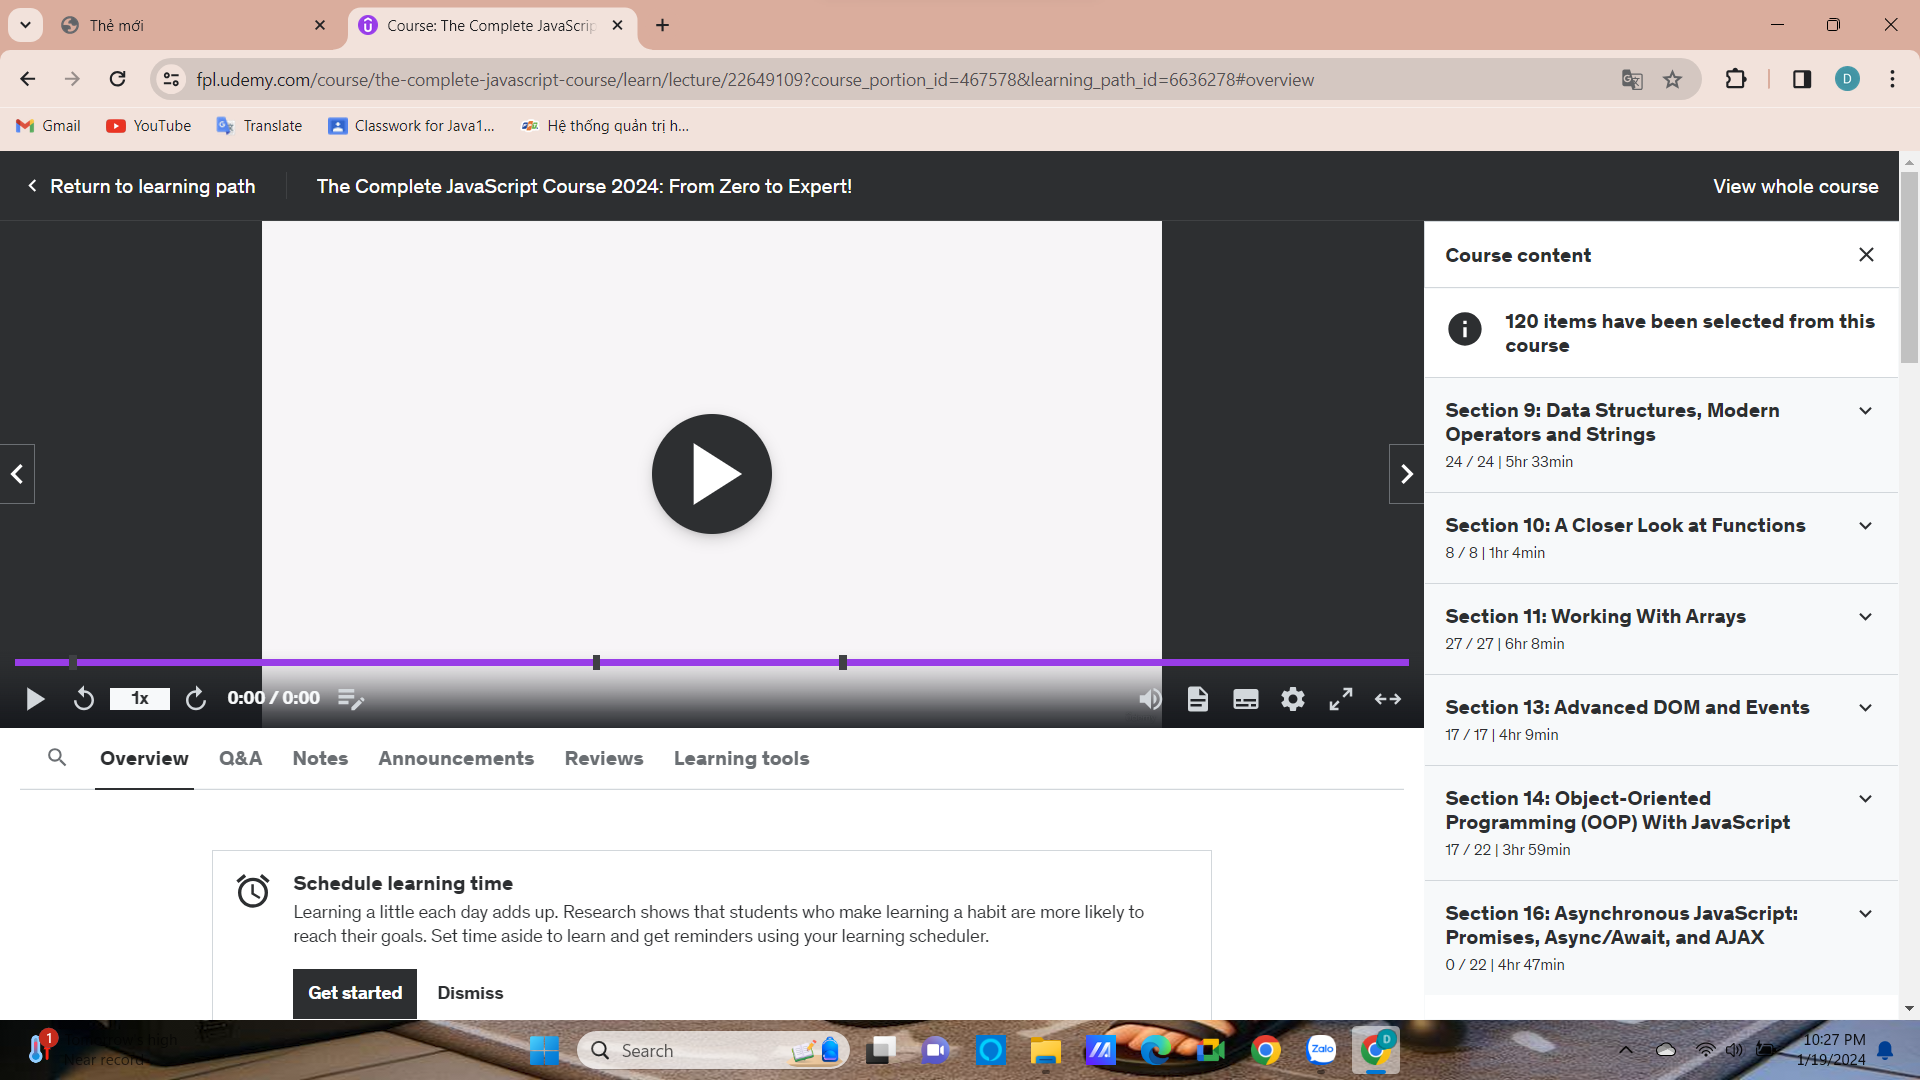 Thẻ mới
Course: The Complete JavaScrip
fpl.udemy.com/course/the-complete-javascript-course/learn/lecture/22649109?course_portion_id=467578&learning_path_id=6636278#overview
D
Gmail
YouTube
Translate
Classwork for Java1...
Hệ thống quản trị h...
Return to learning path
The Complete JavaScript Course 2024: From Zero to Expert!
View whole course
Course content
120 items have been selected from this
course
Section 9: Data Structures, Modern
Operators and Strings
24 / 24 | 5hr 33min
Section 10: A Closer Look at Functions
8 / 8 | 1hr 4min
Section 11: Working With Arrays
27 / 27 | 6hr 8min
Section 13: Advanced DOM and Events
17 / 17 | 4hr 9min
Section 14: Object-Oriented
Programming (OOP) With JavaScript
17 / 22 | 3hr 59min
Section 16: Asynchronous JavaScript:
Promises, Async/Await, and AJAX
0 / 22 | 4hr 47min
1x
0:00 / 0:00
Overview
Q&A
Notes
Announcements
Reviews
Learning tools
Schedule learning time
Learning a little each day adds up. Research shows that students who make learning a habit are more likely to
reach their goals. Set time aside to learn and get reminders using your learning scheduler.
Get started
Dismiss
1
high
Near record
Search
Zalo
D
10:27 PM
1/19/2024